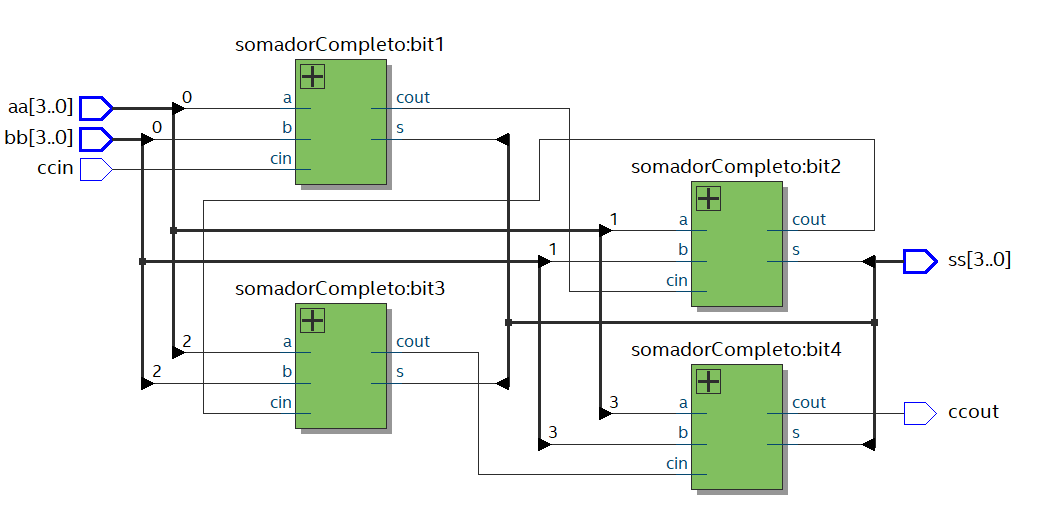 somadorCompleto:bit1
aa[3..0]
0
a
cout
bb[3..0]
0
b
s
ccin
cin
somadorCompleto:bit2
1
a
cout
1
b
s
ss[3..0]
cin
somadorCompleto:bit3
2
a
cout
2
b
s
cin
somadorCompleto:bit4
3
a
cout
ccout
3
b
s
cin